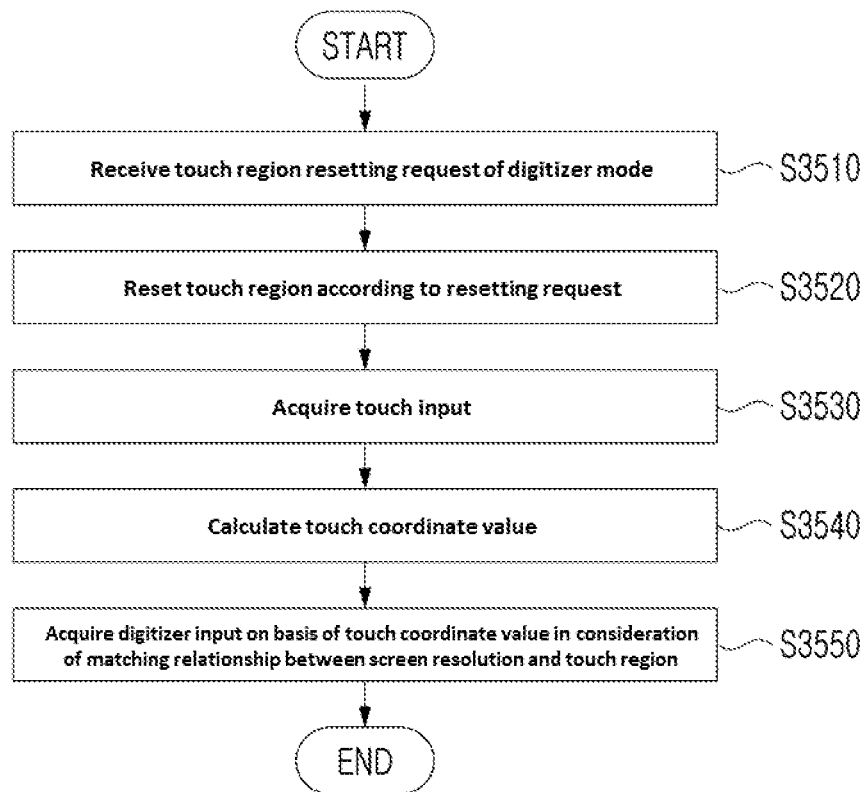 START
Receive touch region resetting request of digitizer mode
S3510
Reset touch region according to resetting request
S3520
Acquire touch input
S3530
Calculate touch coordinate value
S3540
Acquire digitizer input on basis of touch coordinate value in consideration
of matching relationship between screen resolution and touch region
S3550
END